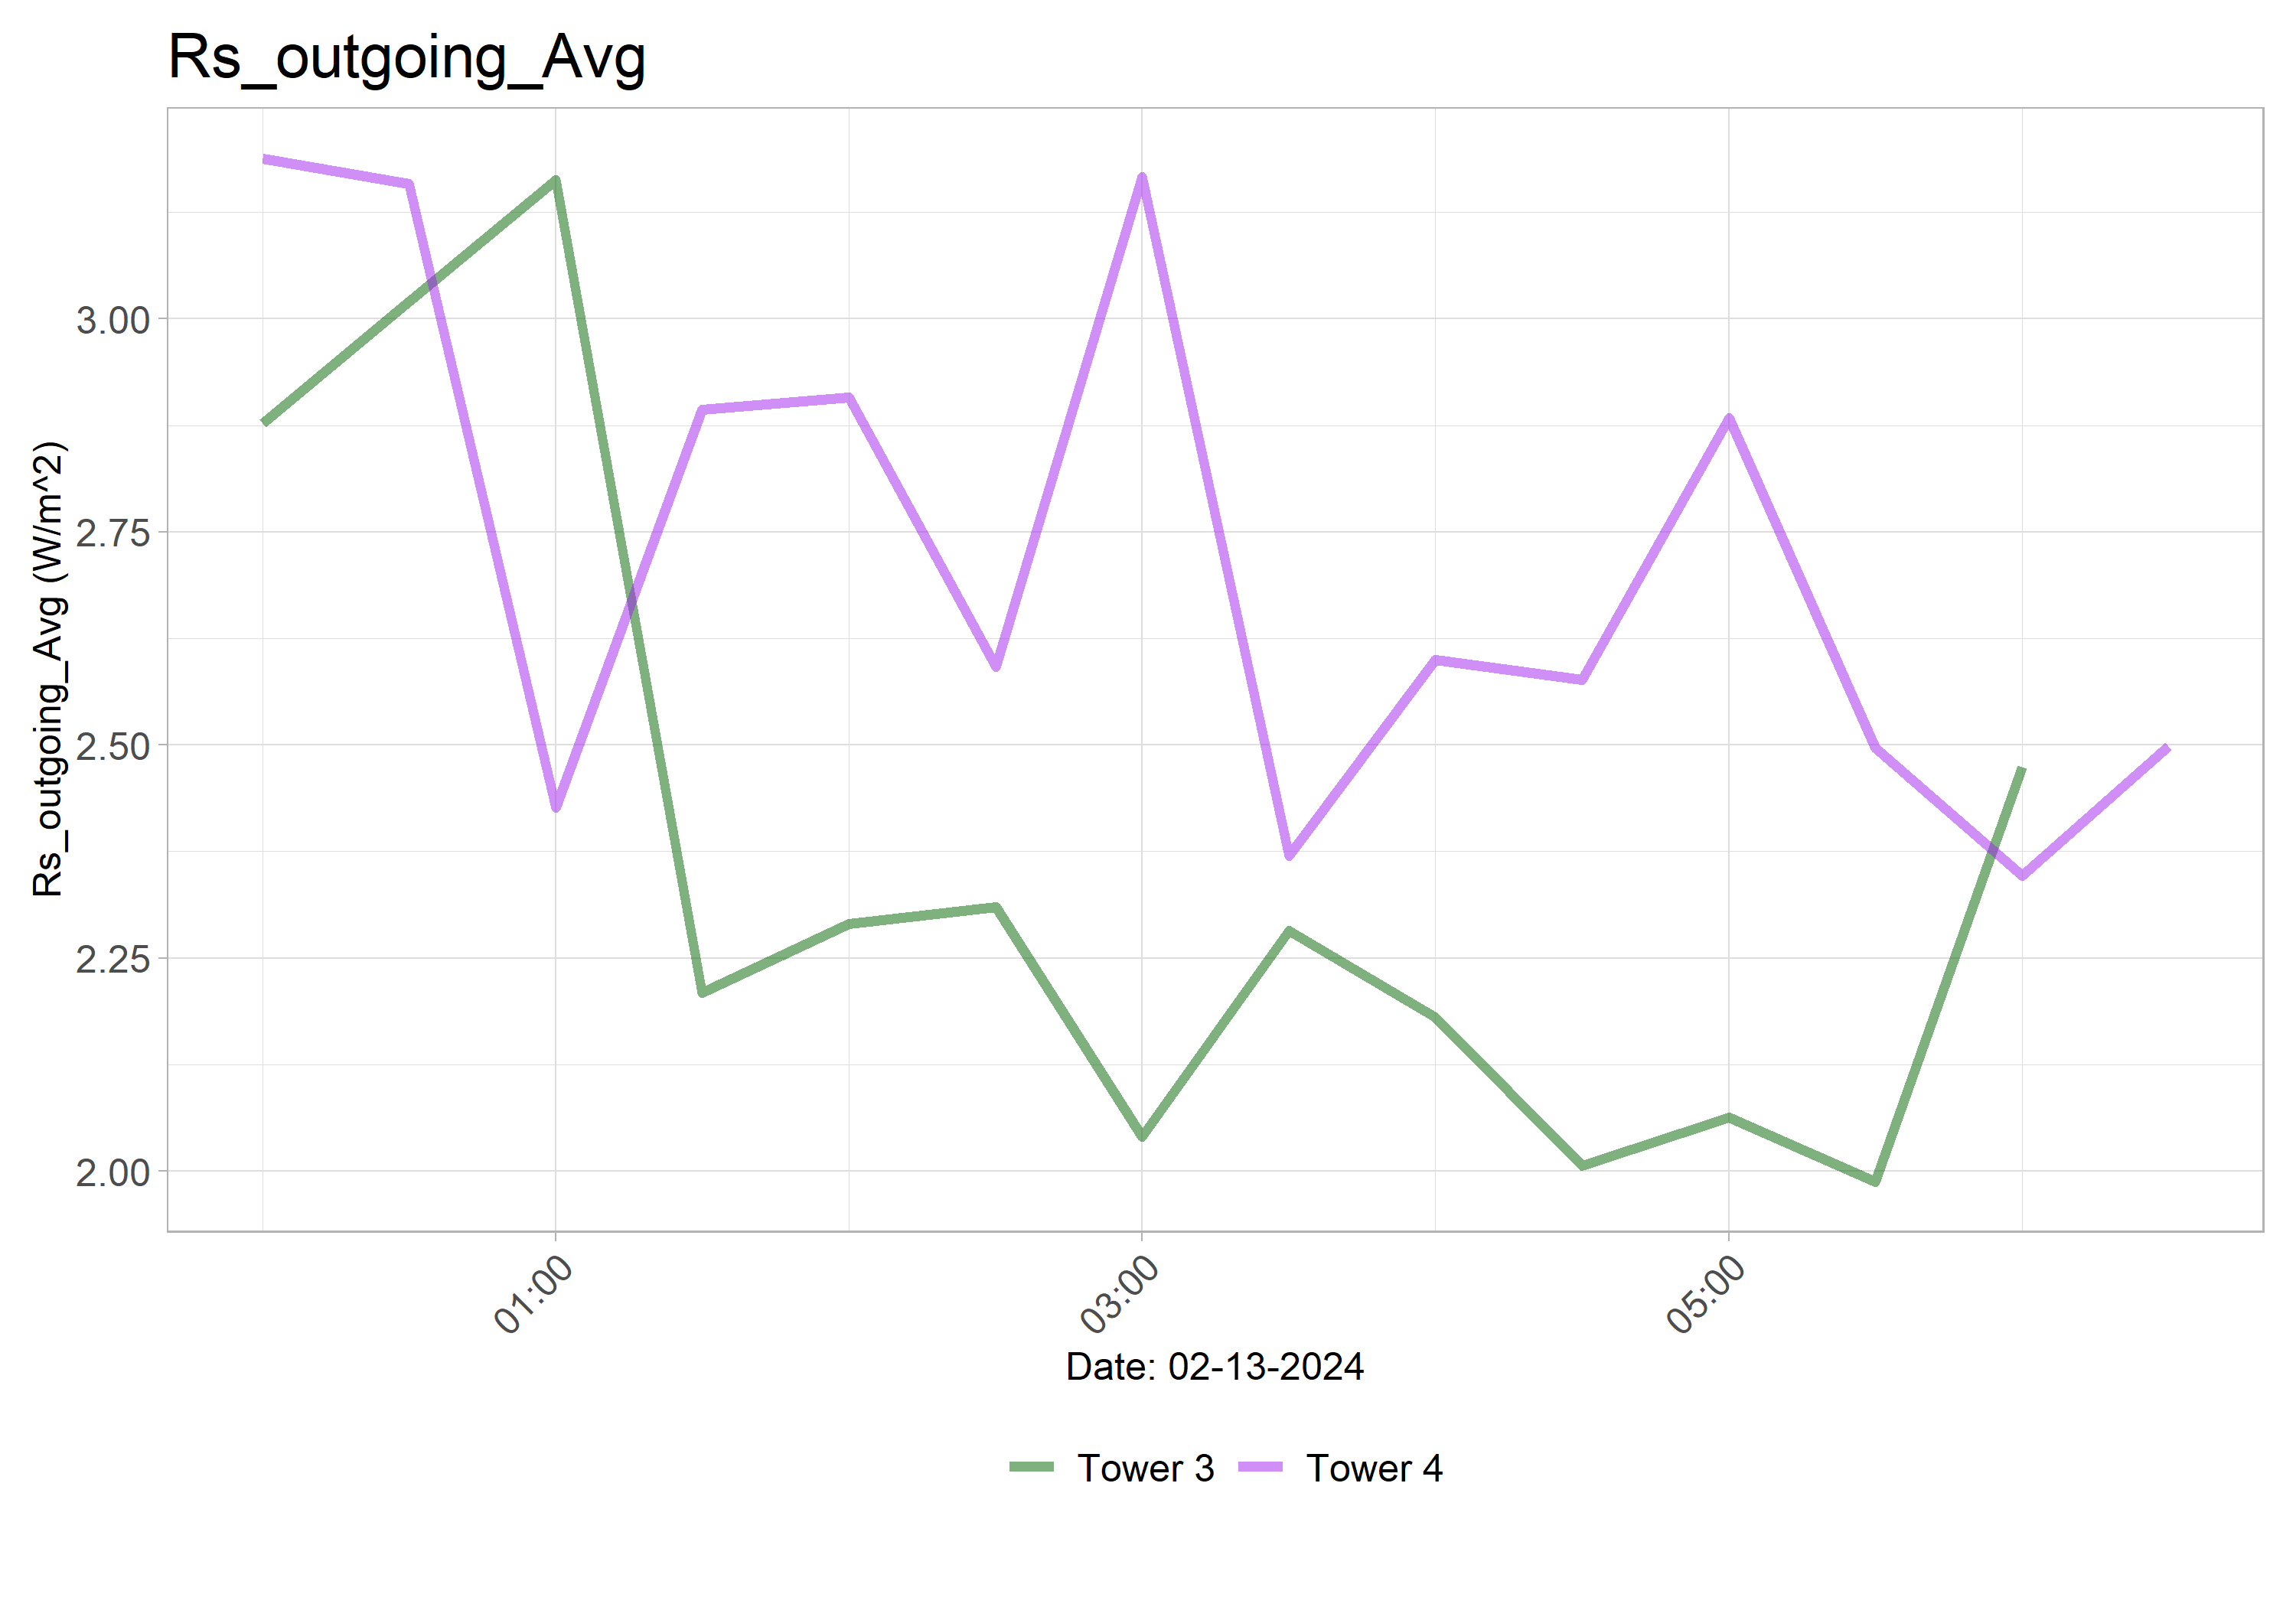 Rs_outgoing_Avg
Rs_outgoing_Avg (W/m^2)
3.00
2.75
2.50
2.25
2.00
01:00
03:00
05:00
Date: 02-13-2024
Tower 3
Tower 4